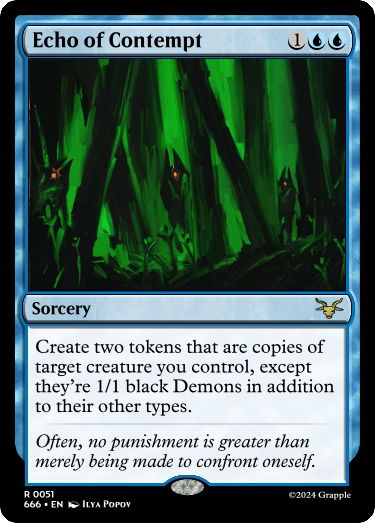 Echo of Contempt 1
Sorcery
Create two tokens that are copies of
target creature you control, except
they're 1/1 black Demons in addition
to their other types.
Often, no punishment is greater than
merely being made to confront oneself.
R 0051
666 • EN Ilya Popov
©2024 Grapple